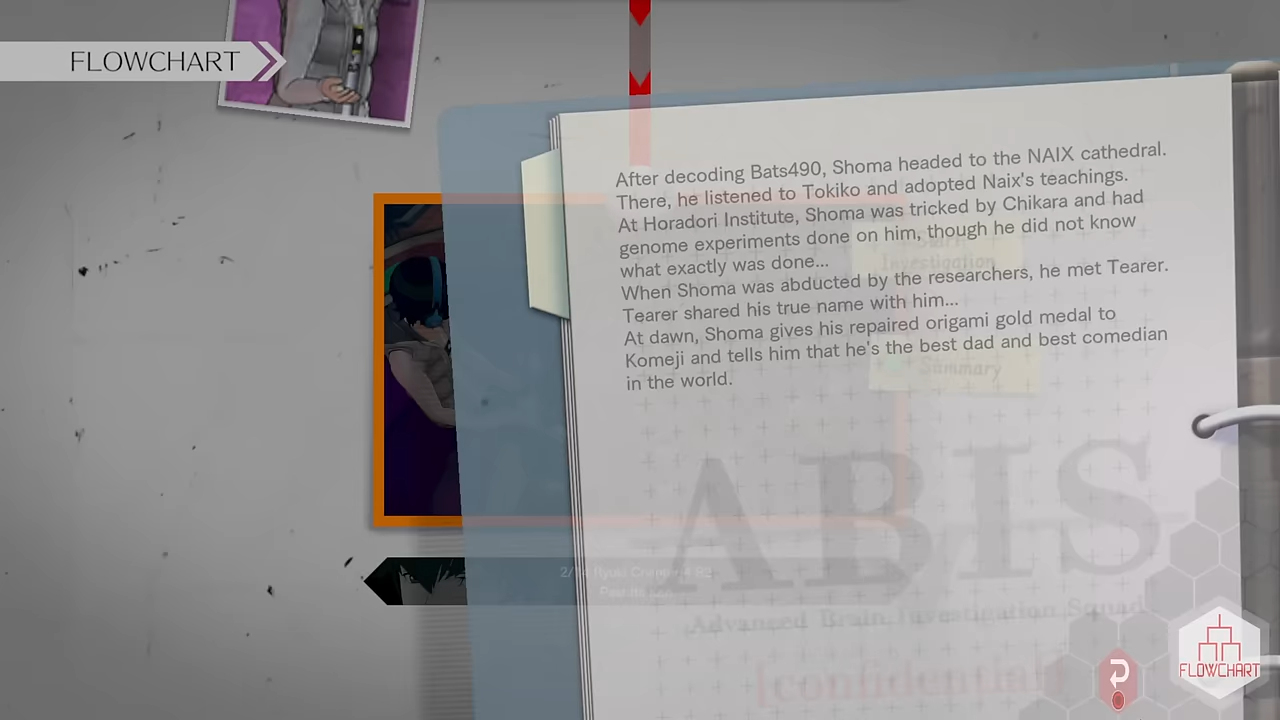 FLOWCHART
After decoding Bats490, Shoma headed to the NAIX cathedral.
There, he listened to Tokiko and adopted Naix's teachings.
At Horadori Institute, Shoma was tricked by Chikara and had
genome experiments done on him, though he did not know
what exactly was done...
When Shoma was abducted by the researchers, he met Tearer.
Tearer shared his true name with him...
At dawn, Shoma gives his repaired origami gold medal to
Komeji and tells him that he's the best dad and best comedian
in the world.
Investigation
Summary
ABIS
Advanced Brain Investigation Squad
[confidential]
FLOWCHART